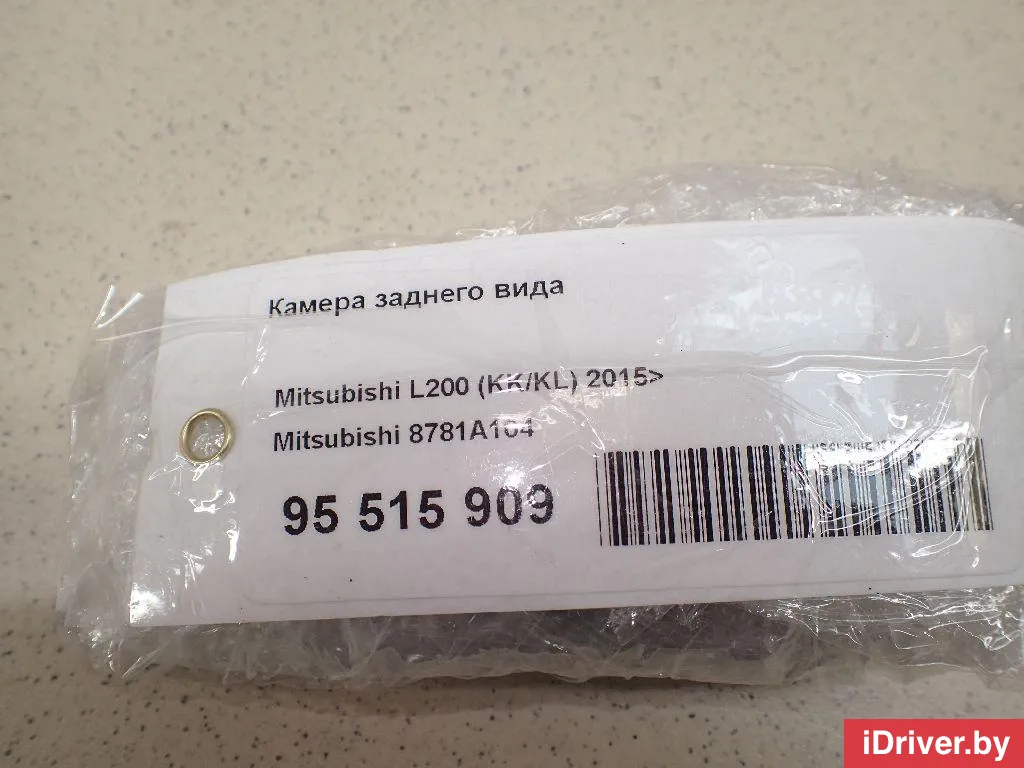 Камера заднего вида
Mitsubishi L200 (KK/KL) 2015>
Mitsubishi 8781A104
95 515 909
iDriver.by